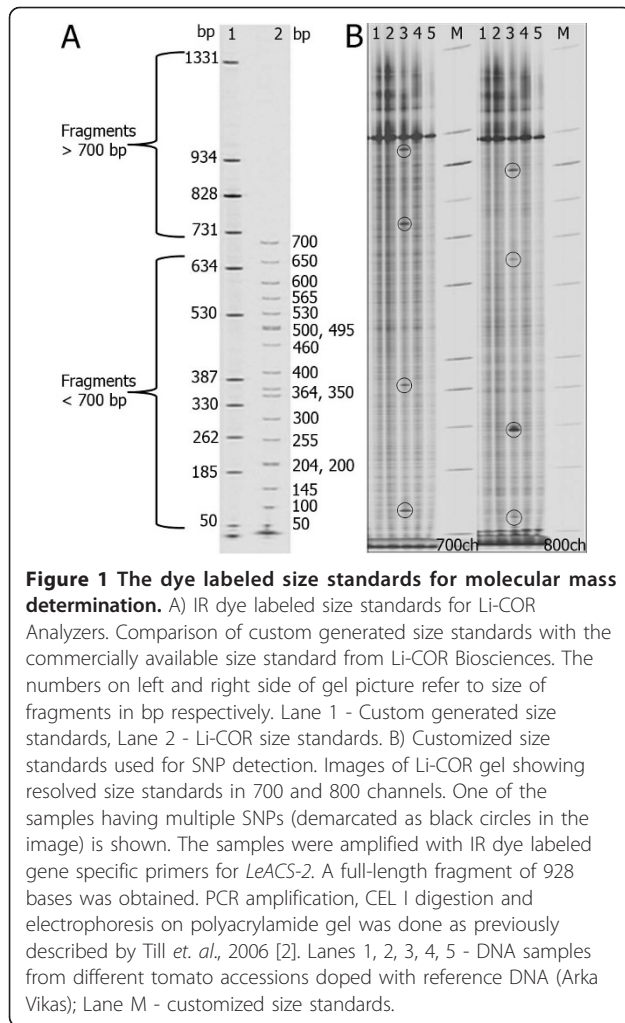 A
bp 1 2 bp
1331
Fragments
> 700 bp
934
828
731
634
530
Fragments
< 700 bp
387
330
262
185
50
700
650
600
565
530
500, 495
460
400
364, 350
300
255
204, 200
145
100
50
B
1 2 3 4 5 M 1 2 3 4 5 M
700ch 800ch
Figure 1 The dye labeled size standards for molecular mass
determination. A) IR dye labeled size standards for Li-COR
Analyzers. Comparison of custom generated size standards with the
commercially available size standard from Li-COR Biosciences. The
numbers on left and right side of gel picture refer to size of
fragments in bp respectively. Lane 1 - Custom generated size
standards, Lane 2 - Li-COR size standards. B) Customized size
standards used for SNP detection. Images of Li-COR gel showing
resolved size standards in 700 and 800 channels. One of the
samples having multiple SNPs (demarcated as black circles in the
image) is shown. The samples were amplified with IR dye labeled
gene specific primers for LeACS-2. A full-length fragment of 928
bases was obtained. PCR amplification, CEL I digestion and
electrophoresis on polyacrylamide gel was done as previously
described by Till et. al., 2006 [2]. Lanes 1, 2, 3, 4, 5 - DNA samples
from different tomato accessions doped with reference DNA (Arka
Vikas); Lane M - customized size standards.